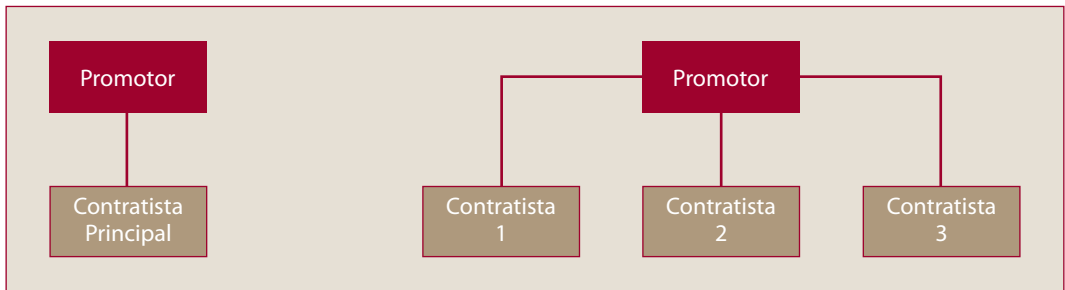 Promotor
Contratista
Principal
Promotor
Contratista
1
Contratista
2
Contratista
3